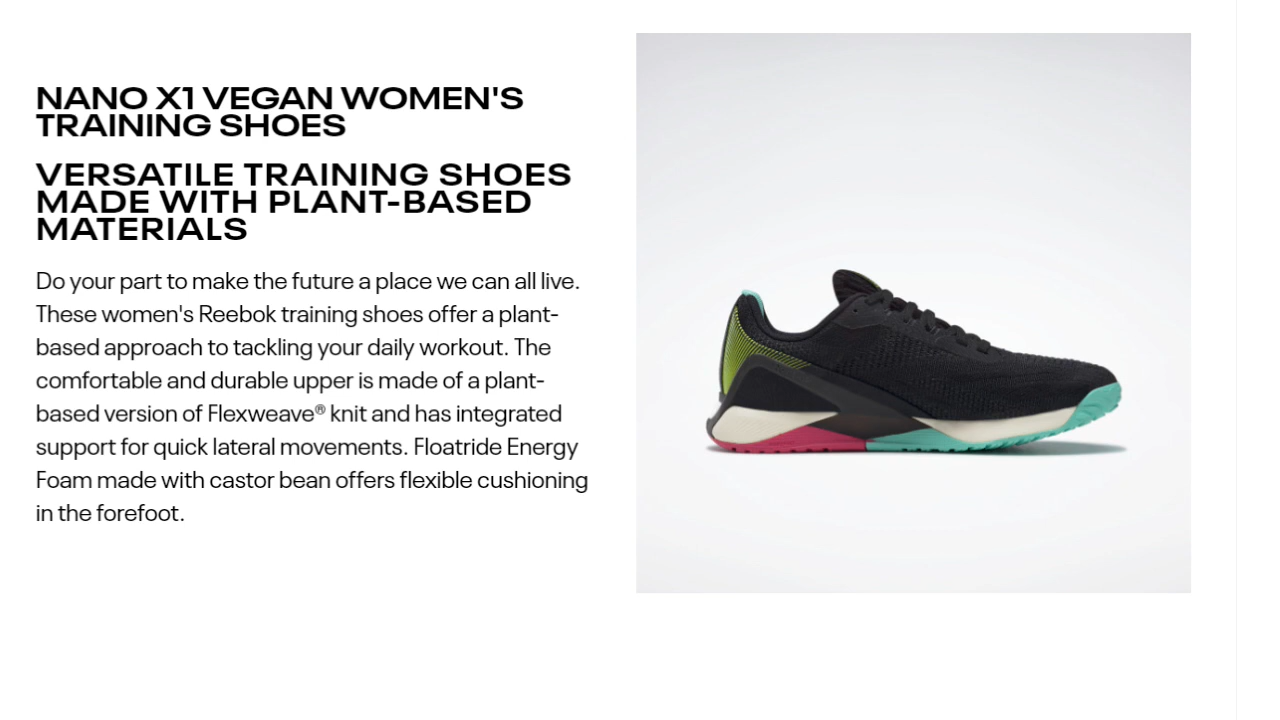 NANO X1 VEGAN WOMEN'S
TRAINING SHOES
VERSATILE TRAINING SHOES
MADE WITH PLANT-BASED
MATERIALS
Do your part to make the future a place we can all live.
These women's Reebok training shoes offer a plant-
based approach to tackling your daily workout. The
comfortable and durable upper is made of a plant-
based version of Flexweave® knit and has integrated
support for quick lateral movements. Floatride Energy
Foam made with castor bean offers flexible cushioning
in the forefoot.